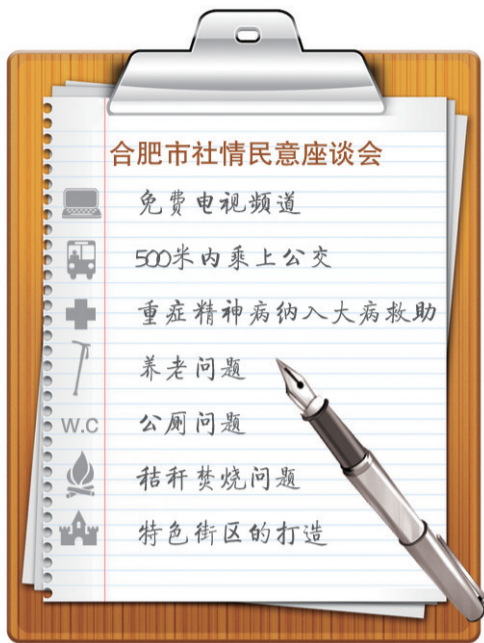 合肥市社情民意座谈会
免费电视频道
500米内乘上公交
重症精神病纳入大病救助
养老问题
W.C 公厕问题
秸秆焚烧问题
特色街区的打造